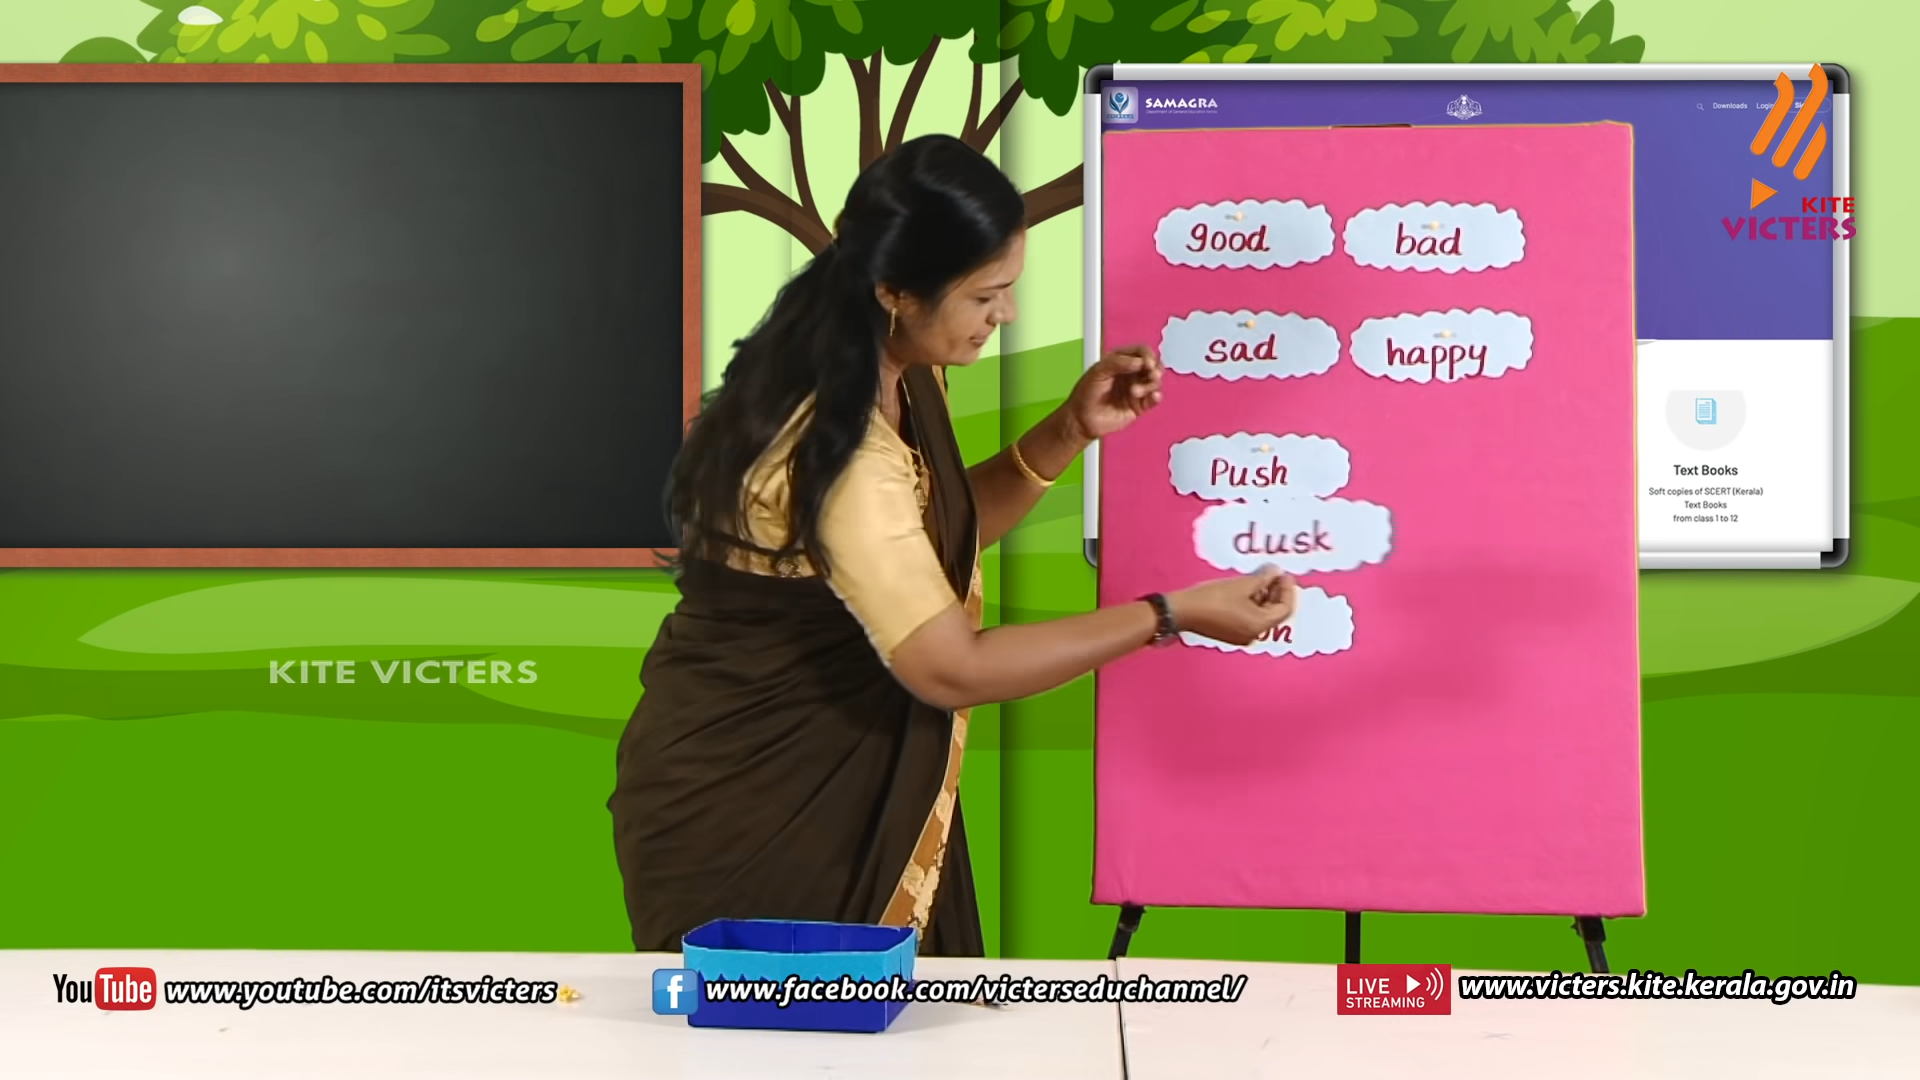 SAMAGRA
Downloads
KITE
VICTERS
good bad
sad happy
Push
dusk
Text Books
Soft copies of SCERT (Kerala)
Text Books
from class 1 to 12
KITE VICTERS
YouTube www.youtube.com/itsvicters
f www.facebook.com/victerseduchannel/
LIVE STREAMING www.victers.kite.kerala.gov.in